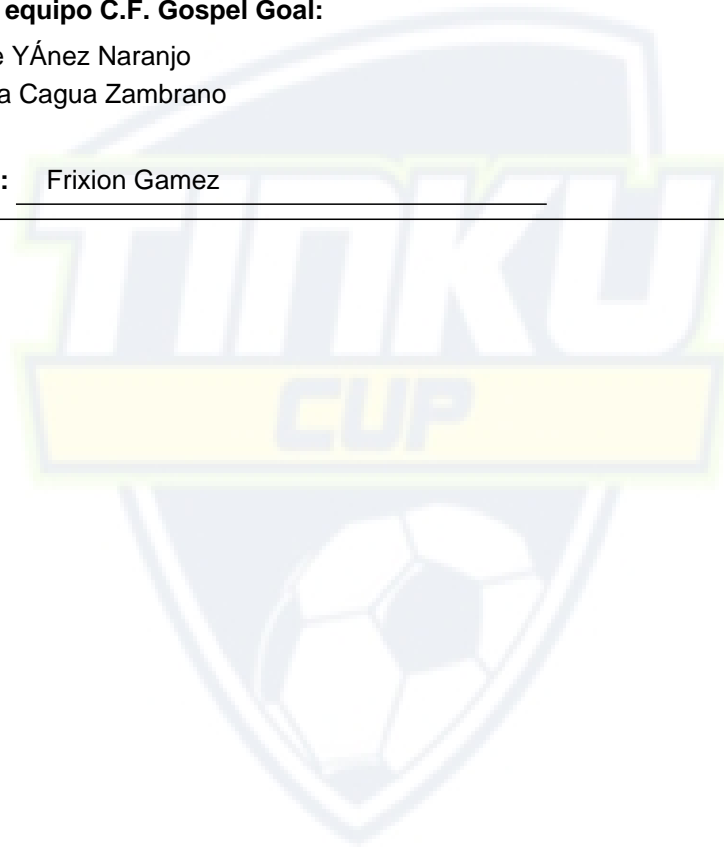 equipo C.F. Gospel Goal:
YÁnez Naranjo
a Cagua Zambrano
: Frixion Gamez
TINKU
CUP